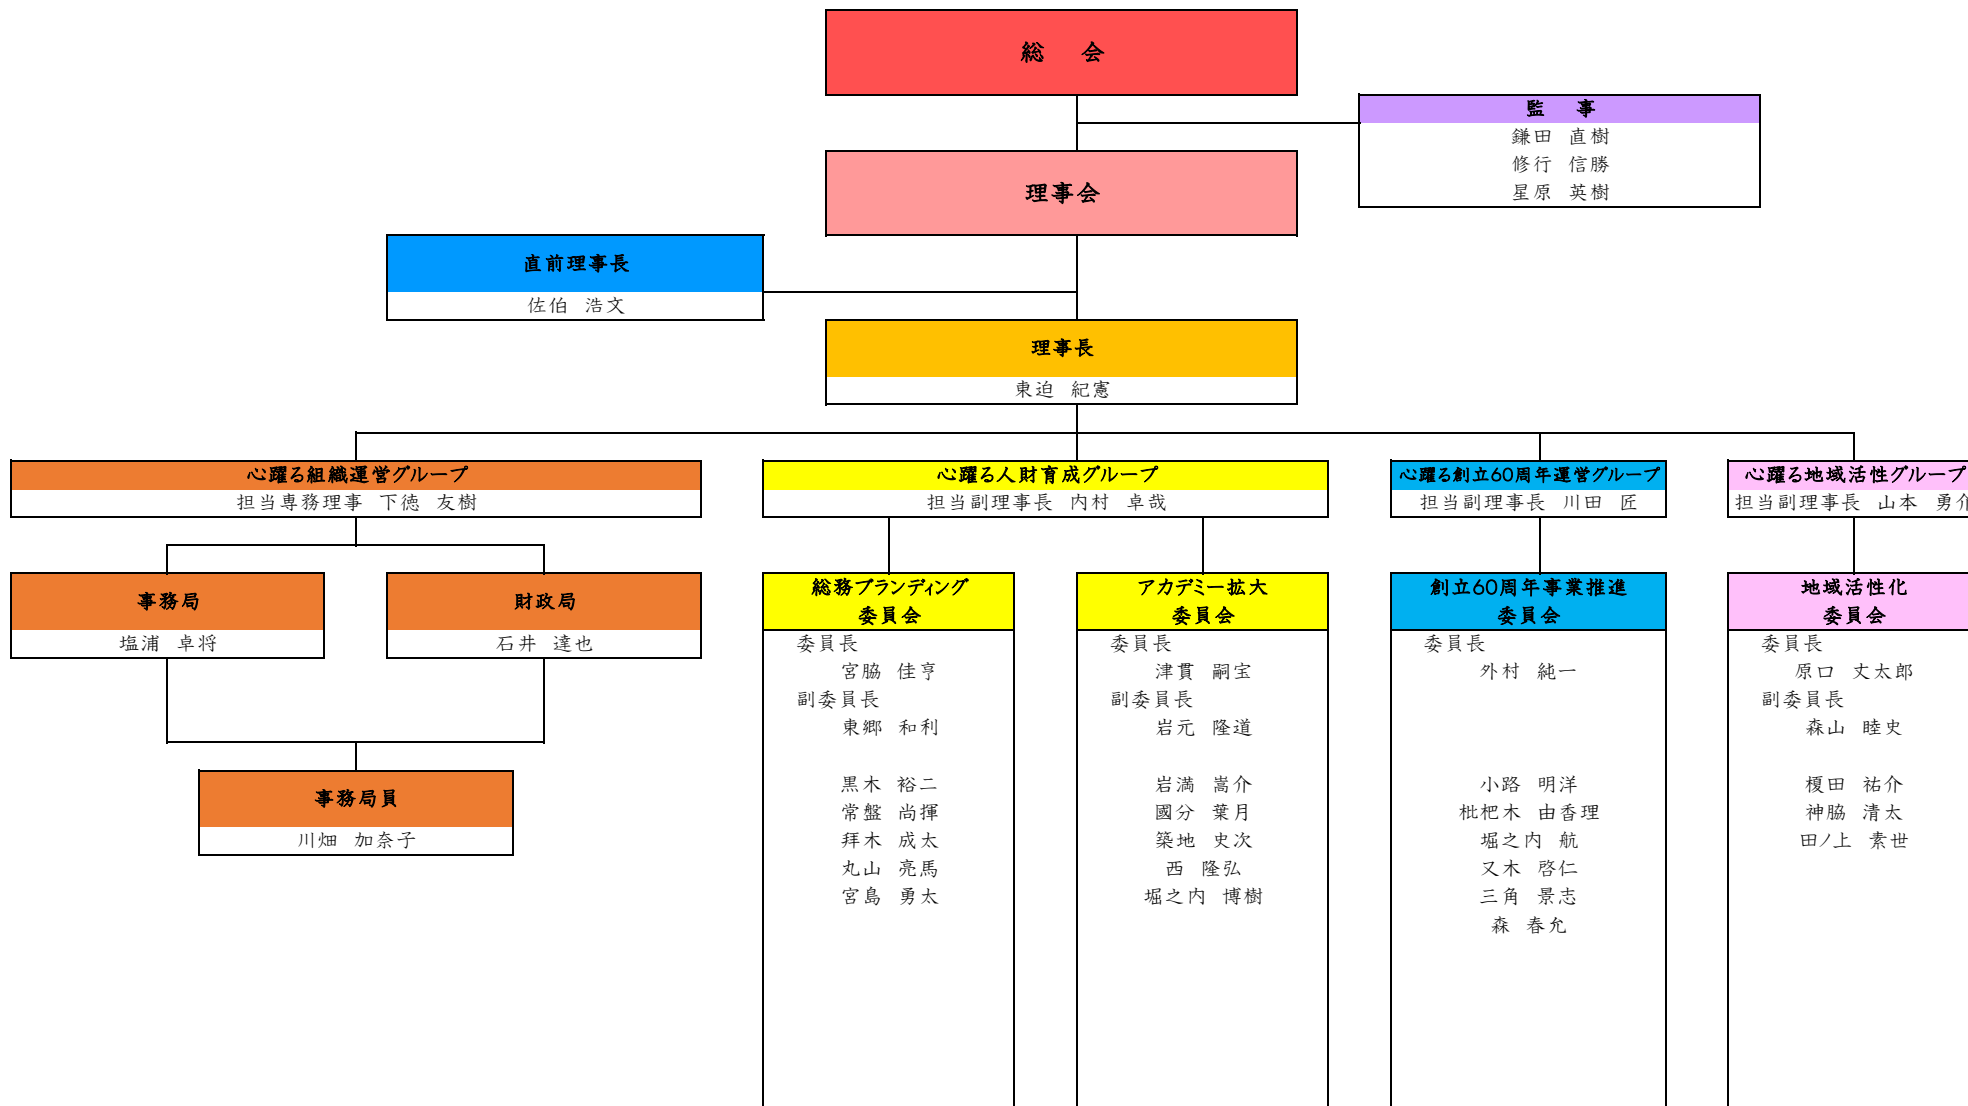 総 会
監 事
鎌田 直樹
修行 信勝
星原 英樹
理事会
直前理事長
佐伯 浩文
理事長
東迫 紀憲
心躍る組織運営グループ
担当専務理事 下徳 友樹
心躍る人財育成グループ
担当副理事長 内村 卓哉
心躍る創立60周年運営グループ
担当副理事長 川田 匠
心躍る地域活性グループ
担当副理事長 山本 勇介
事務局
塩浦 卓将
財政局
石井 達也
事務局員
川畑 加奈子
総務ブランディング
委員会
委員長
宮脇 佳亨
副委員長
東郷 和利
黒木 裕二
常盤 尚揮
拜木 成太
丸山 亮馬
宮島 勇太
アカデミー拡大
委員会
委員長
津貫 嗣宝
副委員長
岩元 隆道
岩満 嵩介
國分 葉月
築地 史次
西 隆弘
堀之内 博樹
創立60周年事業推進
委員会
委員長
外村 純一
小路 明洋
枇杷木 由香理
堀之内 航
又木 啓仁
三角 景志
森 春允
地域活性化
委員会
委員長
原口 丈太郎
副委員長
森山 睦史
榎田 祐介
神脇 清太
田ノ上 素世